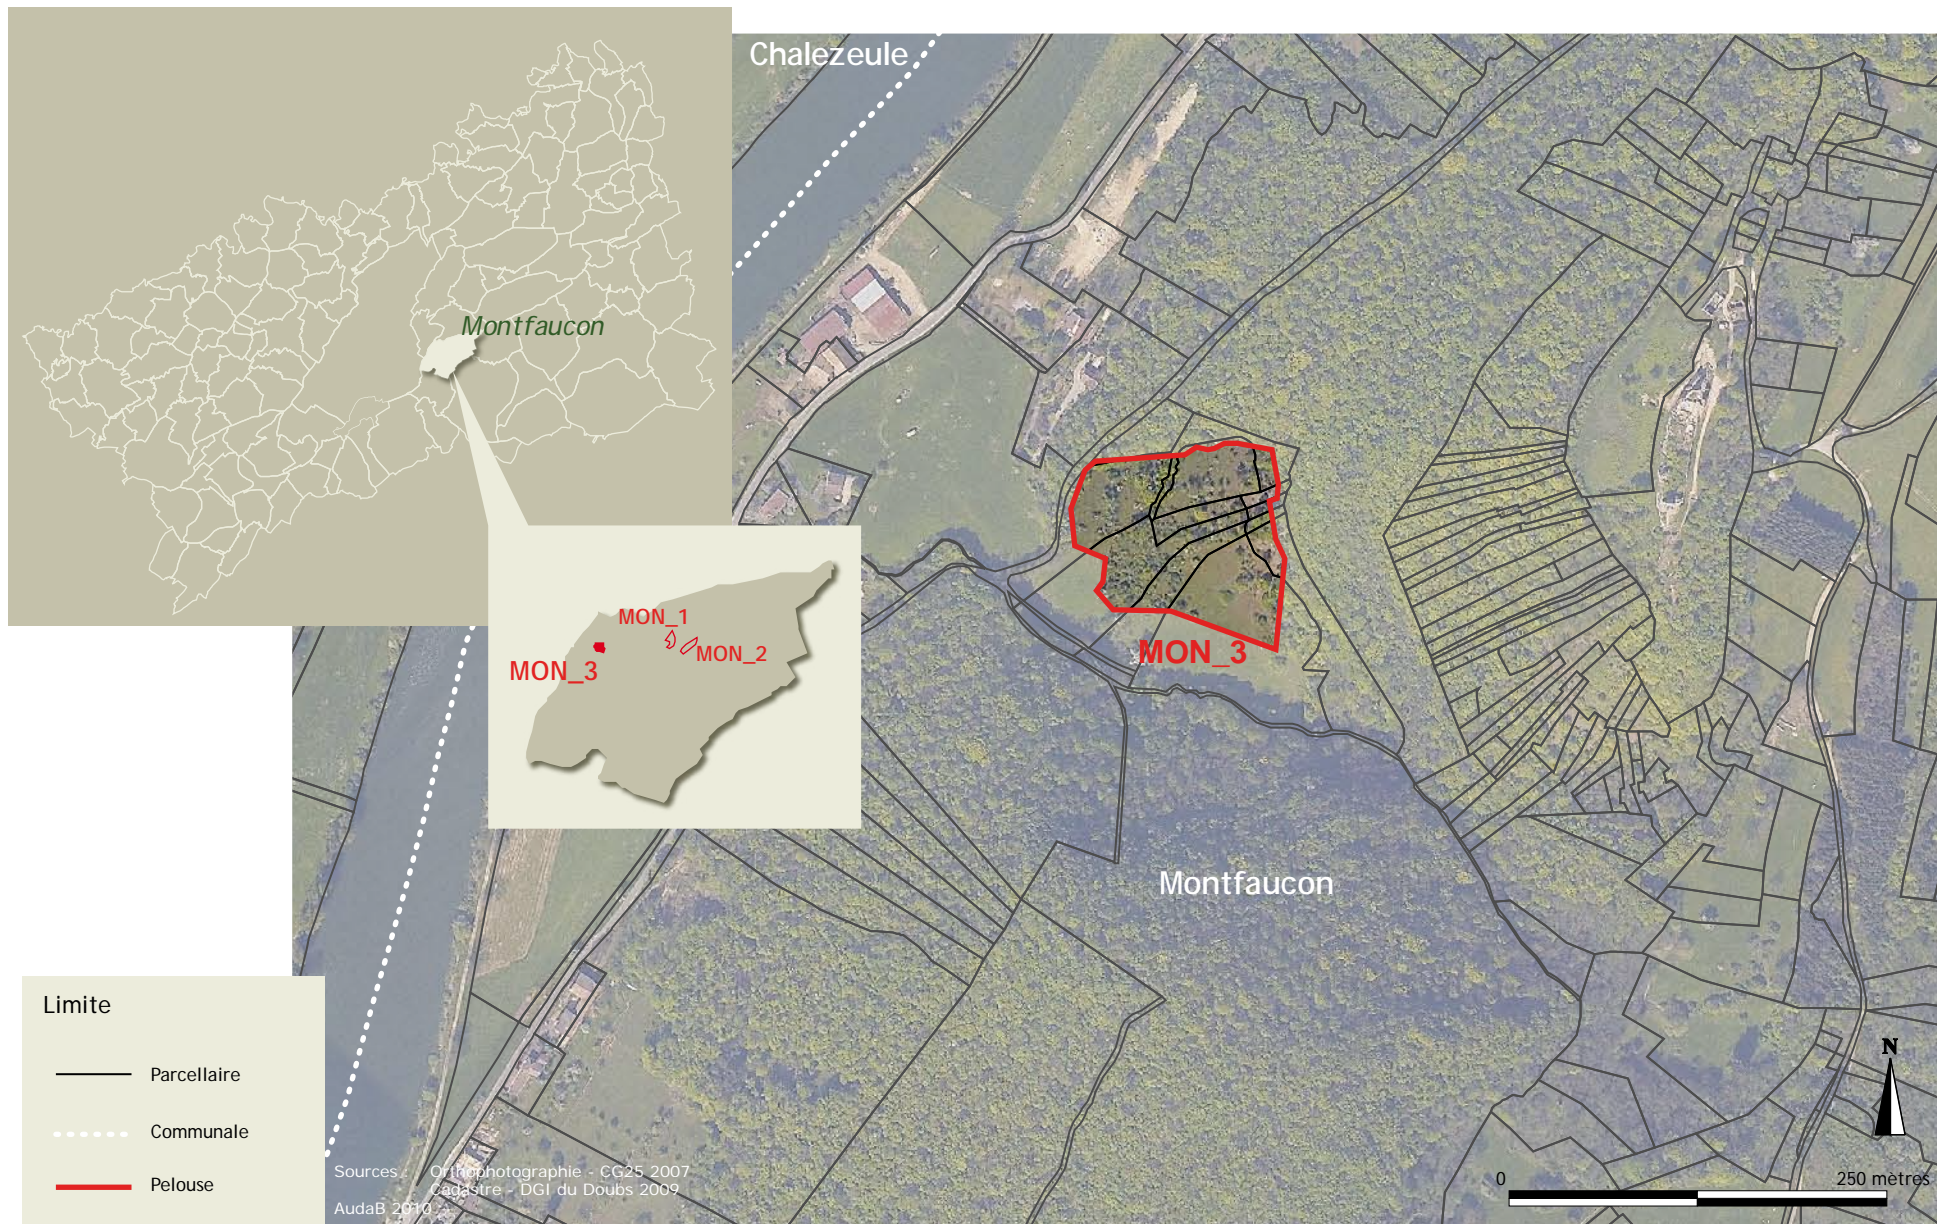 Chalezeule
Montfaucon
MON_1
MON_2
MON_3
MON_3
Montfaucon
Limite
Parcellaire
Communale
Pelouse
Sources : Orthophotographie - CG25 2007
Cadastre - DGI du Doubs 2009
AudaB 2010
N
0 250 mètres